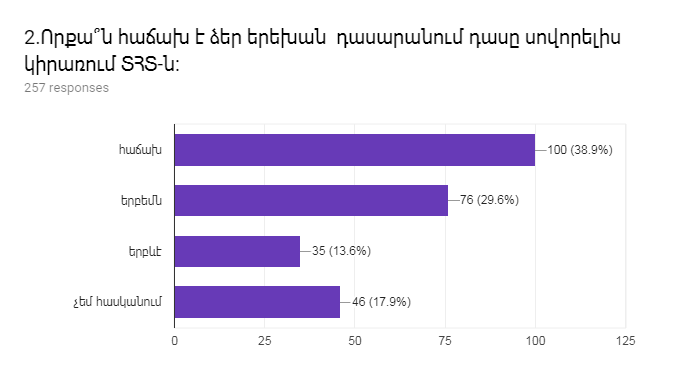 2.Որքա՞ն հաճախ է ձեր երեխան դասարանում դասը սովորելիս
կիրառում ՏՀՏ-ն:
257 responses
հաճախ
100 (38.9%)
երբեմն
76 (29.6%)
երբևէ
35 (13.6%)
չեմ հասկանում
46 (17.9%)
0 25 50 75 100 125